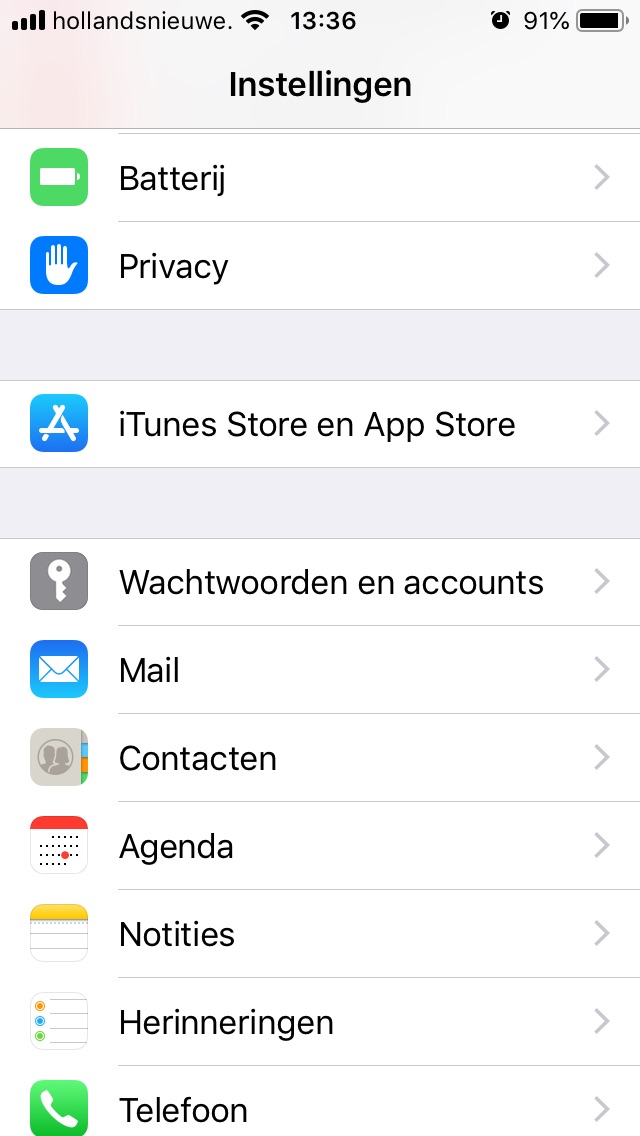 hollandsnieuwe. 13:36 91%
Instellingen
Batterij
Privacy
iTunes Store en App Store
Wachtwoorden en accounts
Mail
Contacten
Agenda
Notities
Herinneringen
Telefoon